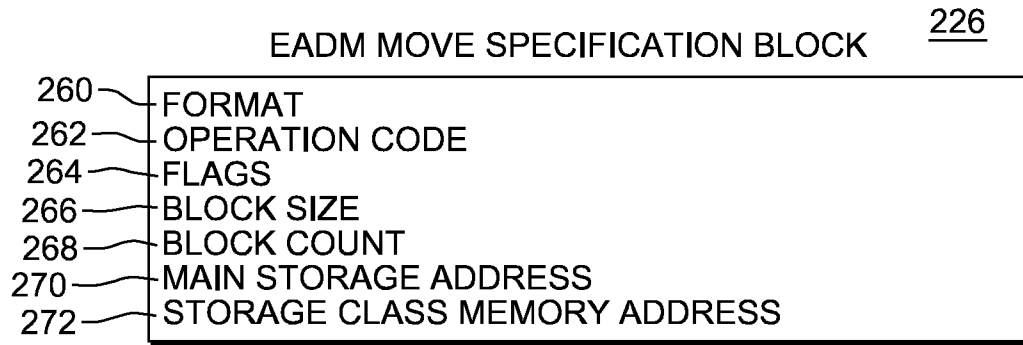 226
EADM MOVE SPECIFICATION BLOCK
260 FORMAT
262 OPERATION CODE
264 FLAGS
266 BLOCK SIZE
268 BLOCK COUNT
270 MAIN STORAGE ADDRESS
272 STORAGE CLASS MEMORY ADDRESS